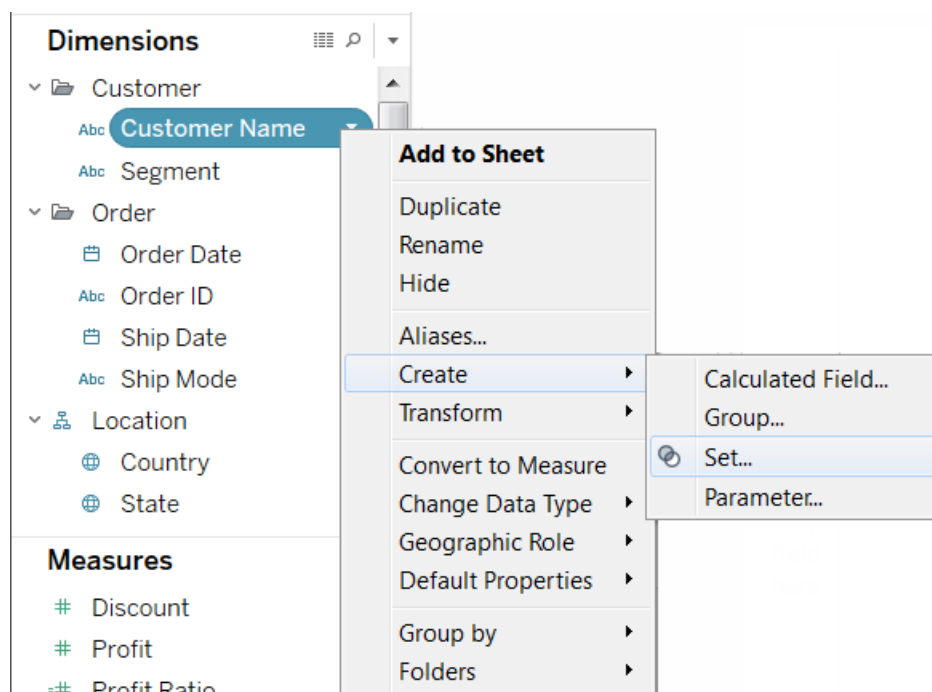 Dimensions
Customer
Abc Customer Name
Abc Segment
Order
Order Date
Abc Order ID
Ship Date
Abc Ship Mode
Location
Country
State
Measures
# Discount
# Profit
=# Profit Ratio
Add to Sheet
Duplicate
Rename
Hide
Aliases...
Create
Transform
Convert to Measure
Change Data Type
Geographic Role
Default Properties
Group by
Folders
Calculated Field...
Group...
Set...
Parameter...